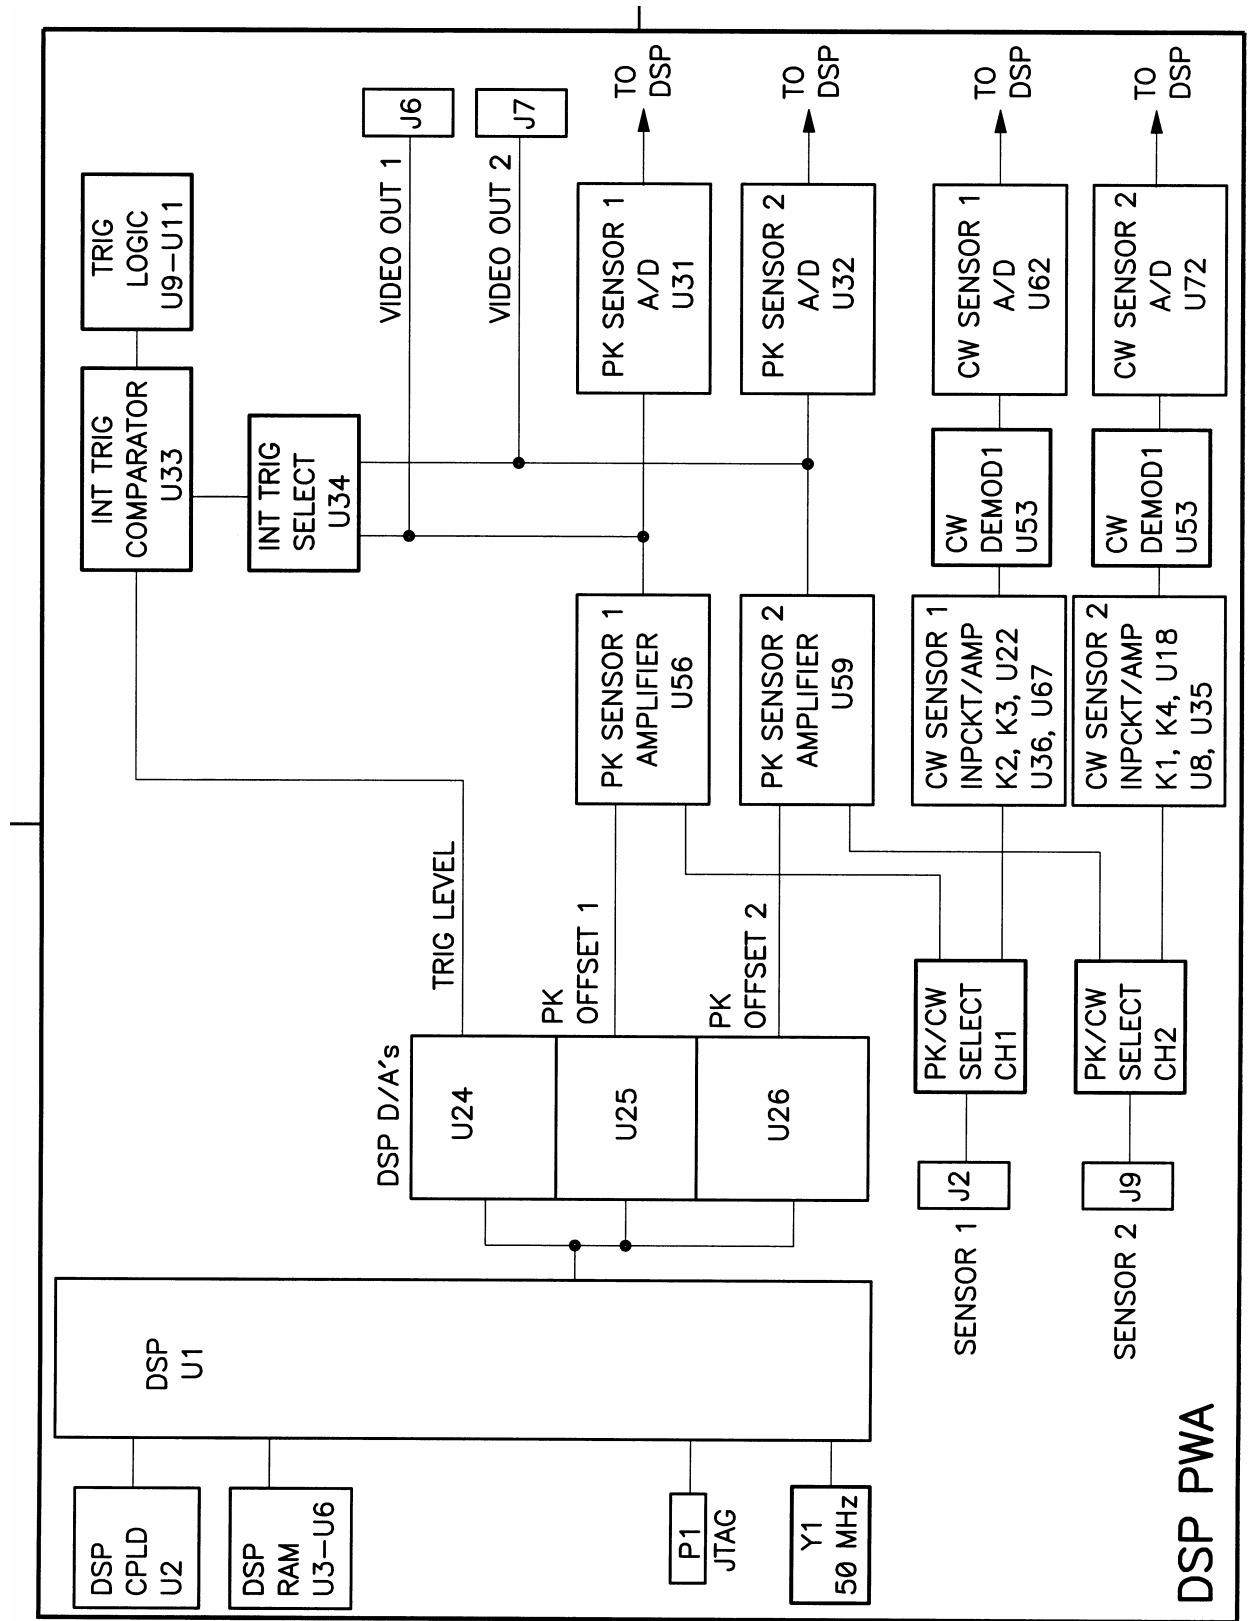 DSP
CPLD
U2
DSP
RAM
U3-U6
P1
JTAG
Y1
50 MHz
DSP
U1
DSP D/A's
U24
U25
U26
TRIG LEVEL
PK
OFFSET 1
PK
OFFSET 2
SENSOR 1
J2
SENSOR 2
J9
PK/CW
SELECT
CH1
PK/CW
SELECT
CH2
TRIG
LOGIC
U9-U11
INT TRIG
COMPARATOR
U33
INT TRIG
SELECT
U34
VIDEO OUT 1
J6
VIDEO OUT 2
J7
PK SENSOR 1
AMPLIFIER
U56
PK SENSOR 2
AMPLIFIER
U59
CW SENSOR 1
INPCKT/AMP
K2, K3, U22
U36, U67
CW SENSOR 2
INPCKT/AMP
K1, K4, U18
U8, U35
CW
DEMOD1
U53
CW
DEMOD1
U53
PK SENSOR 1
A/D
U31
TO
DSP
PK SENSOR 2
A/D
U32
TO
DSP
CW SENSOR 1
A/D
U62
TO
DSP
CW SENSOR 2
A/D
U72
TO
DSP
DSP PWA